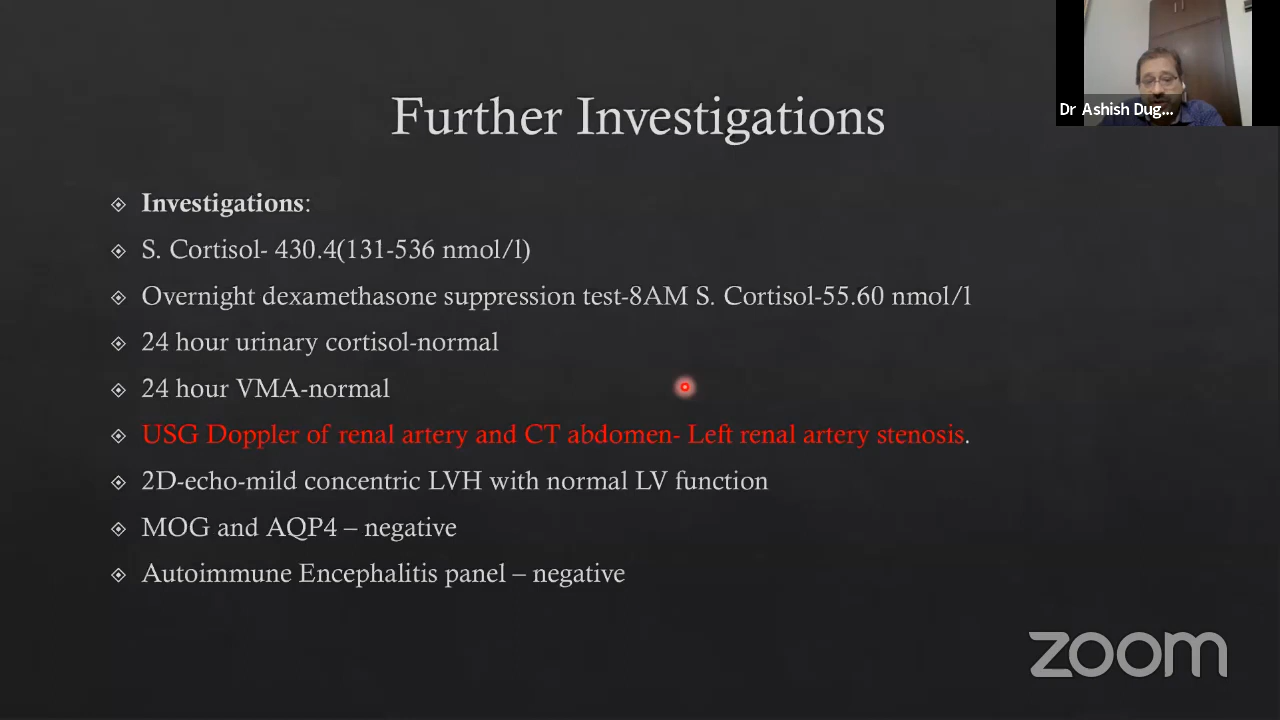 Dr Ashish Dug...
Further Investigations
Investigations:
S. Cortisol- 430.4(131-536 nmol/l)
Overnight dexamethasone suppression test-8AM S. Cortisol-55.60 nmol/l
24 hour urinary cortisol-normal
24 hour VMA-normal
USG Doppler of renal artery and CT abdomen- Left renal artery stenosis.
2D-echo-mild concentric LVH with normal LV function
MOG and AQP4 – negative
Autoimmune Encephalitis panel – negative
zoom